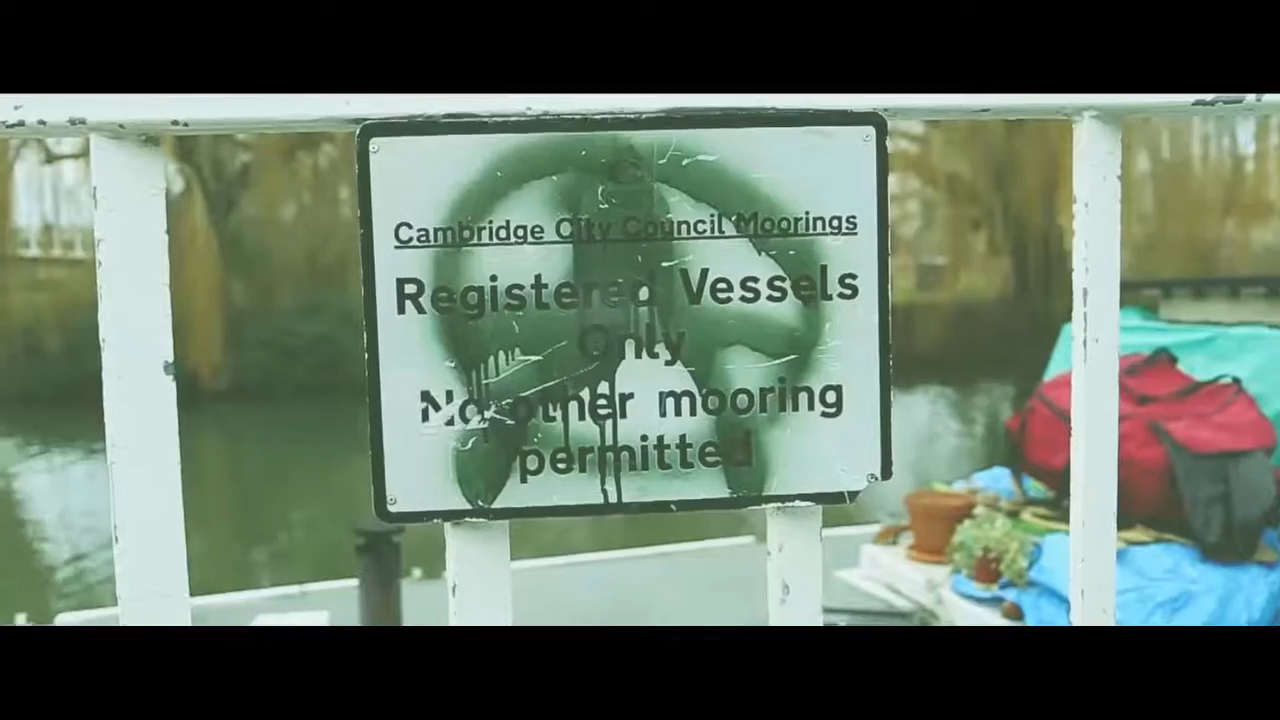 Cambridge City Council Moorings
Registered Vessels
Only
No other mooring
permitted